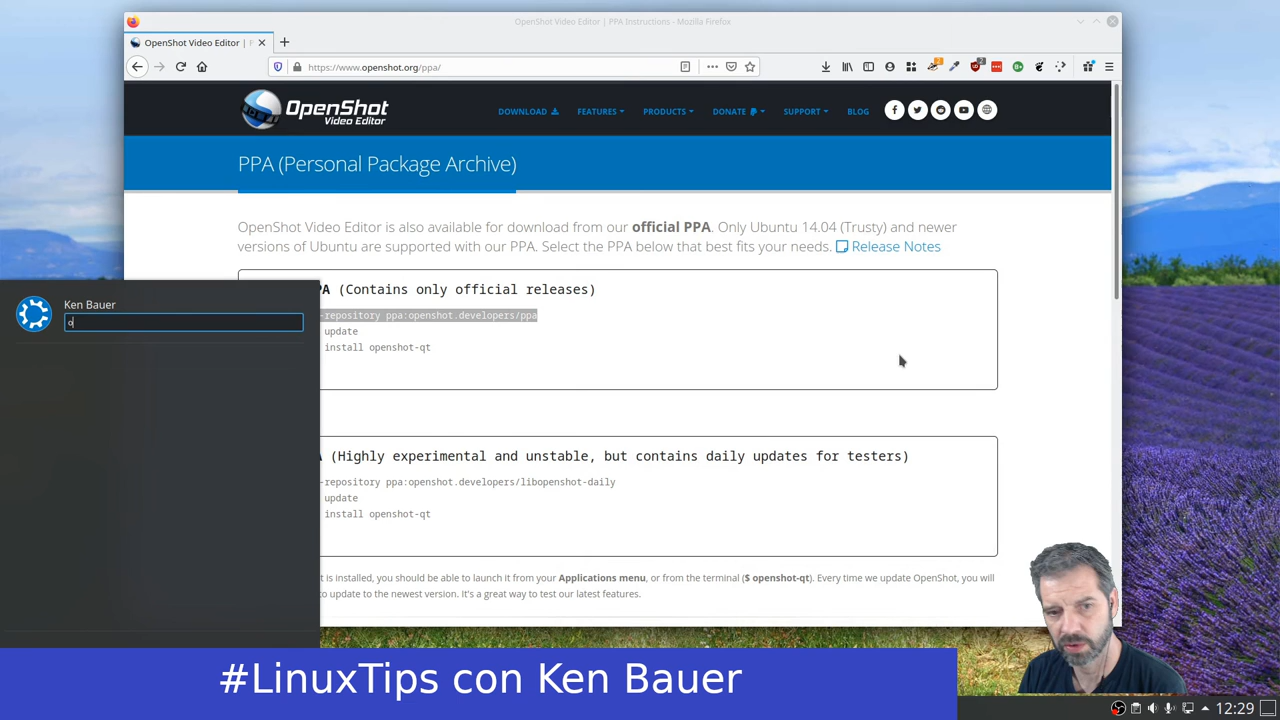 OpenShot Video Editor | PPA Instructions - Mozilla Firefox
OpenShot Video Editor |
https://www.openshot.org/ppa/
OpenShot
Video Editor
DOWNLOAD
FEATURES
PRODUCTS
DONATE
SUPPORT
BLOG
PPA (Personal Package Archive)
OpenShot Video Editor is also available for download from our official PPA. Only Ubuntu 14.04 (Trusty) and newer
versions of Ubuntu are supported with our PPA. Select the PPA below that best fits your needs. Release Notes
PA (Contains only official releases)
-repository ppa:openshot.developers/ppa
update
install openshot-qt
Ken Bauer
o
A (Highly experimental and unstable, but contains daily updates for testers)
-repository ppa:openshot.developers/libopenshot-daily
update
install openshot-qt
t is installed, you should be able to launch it from your Applications menu, or from the terminal ($ openshot-qt). Every time we update OpenShot, you will
to update to the newest version. It's a great way to test our latest features.
#LinuxTips con Ken Bauer
12:29